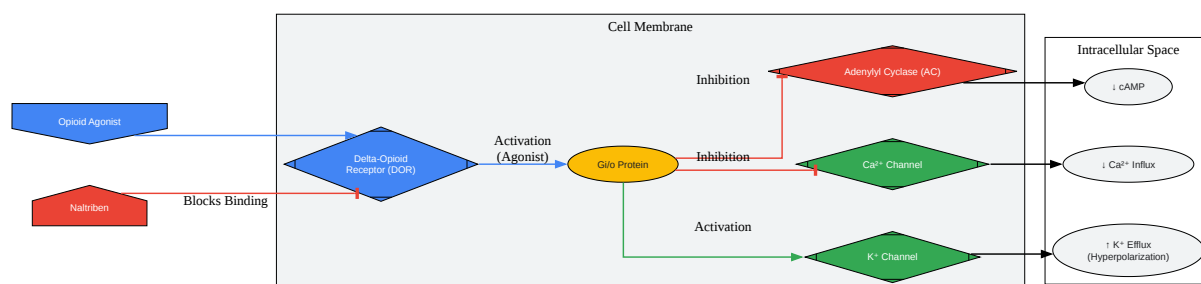 Cell Membrane
Intracellular Space
Opioid Agonist
Naltriben
Blocks Binding
Delta-Opioid
Receptor (DOR)
Activation
(Agonist)
Gi/o Protein
Inhibition
Inhibition
Activation
Adenylyl Cyclase (AC)
Ca²⁺ Channel
K⁺ Channel
↓ cAMP
↓ Ca²⁺ Influx
↑ K⁺ Efflux
(Hyperpolarization)